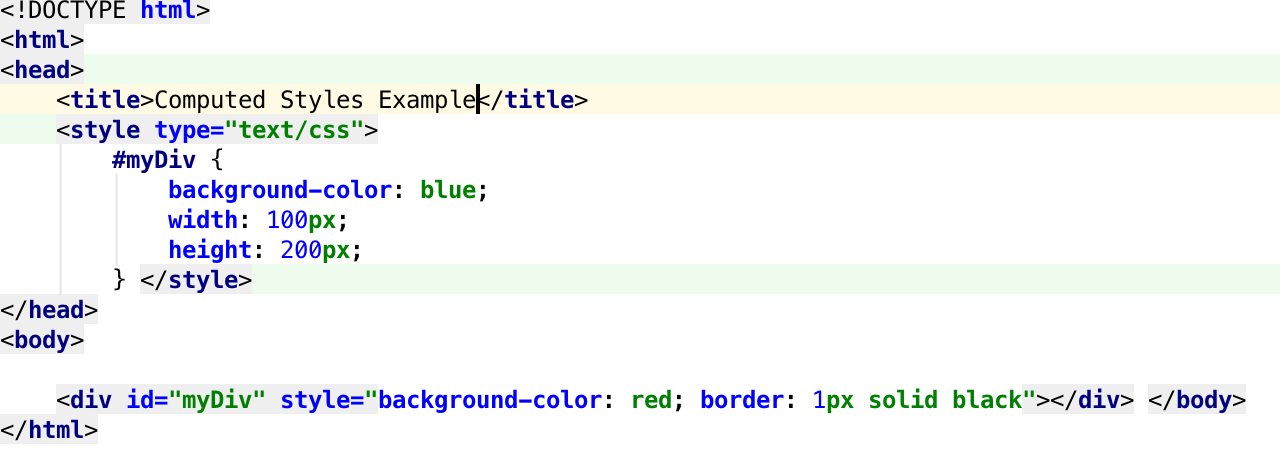 <!DOCTYPE html>
<html>
<head>
    <title>Computed Styles Example</title>
    <style type="text/css">
        #myDiv {
            background-color: blue;
            width: 100px;
            height: 200px;
        } </style>
</head>
<body>

    <div id="myDiv" style="background-color: red; border: 1px solid black"></div> </body>
</html>